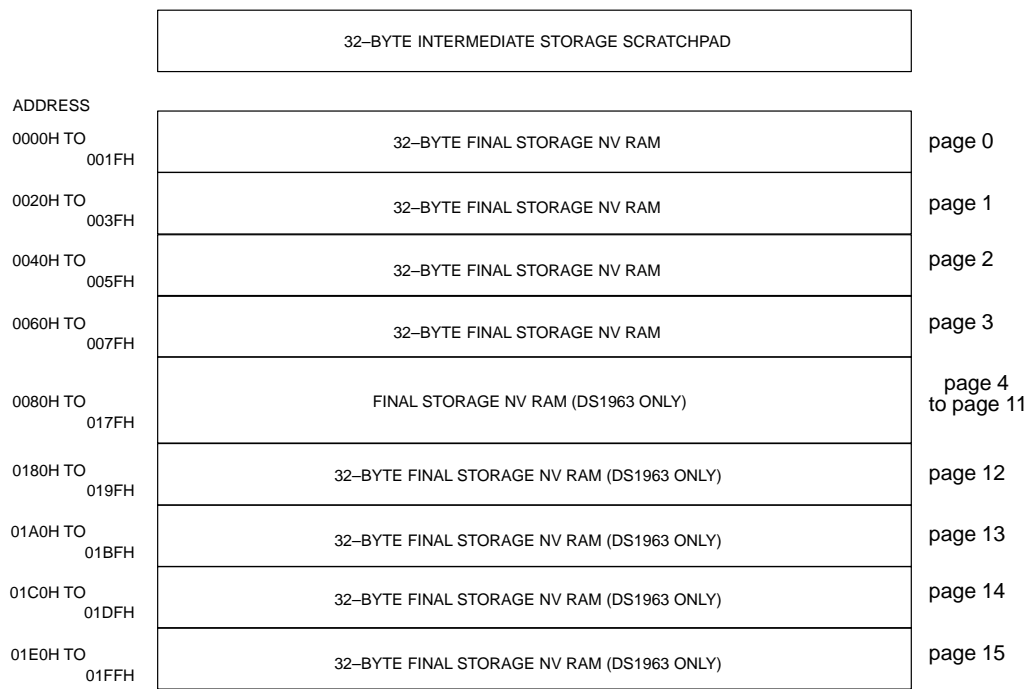 32–BYTE INTERMEDIATE STORAGE SCRATCHPAD
ADDRESS
0000H TO
001FH
32–BYTE FINAL STORAGE NV RAM
page 0
0020H TO
003FH
32–BYTE FINAL STORAGE NV RAM
page 1
0040H TO
005FH
32–BYTE FINAL STORAGE NV RAM
page 2
0060H TO
007FH
32–BYTE FINAL STORAGE NV RAM
page 3
0080H TO
017FH
FINAL STORAGE NV RAM (DS1963 ONLY)
page 4
to page 11
0180H TO
019FH
32–BYTE FINAL STORAGE NV RAM (DS1963 ONLY)
page 12
01A0H TO
01BFH
32–BYTE FINAL STORAGE NV RAM (DS1963 ONLY)
page 13
01C0H TO
01DFH
32–BYTE FINAL STORAGE NV RAM (DS1963 ONLY)
page 14
01E0H TO
01FFH
32–BYTE FINAL STORAGE NV RAM (DS1963 ONLY)
page 15